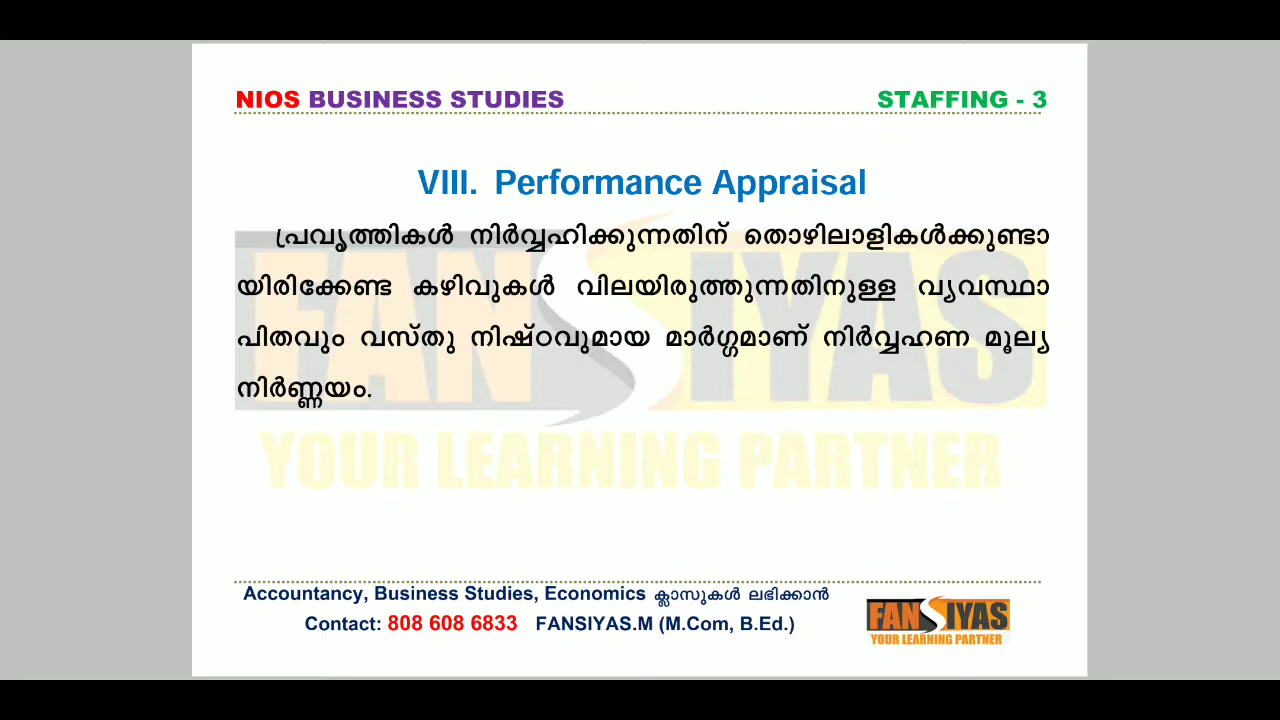 NIOS BUSINESS STUDIES STAFFING - 3
VIII. Performance Appraisal
പ്രവൃത്തികൾ നിർവ്വഹിക്കുന്നതിന് തൊഴിലാളികൾക്കുണ്ടാ
യിരിക്കേണ്ട കഴിവുകൾ വിലയിരുത്തുന്നതിനുള്ള വ്യവസ്ഥാ
പിതവും വസ്തു നിഷ്ഠവുമായ മാർഗ്ഗമാണ് നിർവ്വഹണ മൂല്യ
നിർണ്ണയം.
FANSIYAS
YOUR LEARNING PARTNER
Accountancy, Business Studies, Economics ക്ലാസുകൾ ലഭിക്കാൻ
Contact: 808 608 6833 FANSIYAS.M (M.Com, B.Ed.)
FANSIYAS
YOUR LEARNING PARTNER